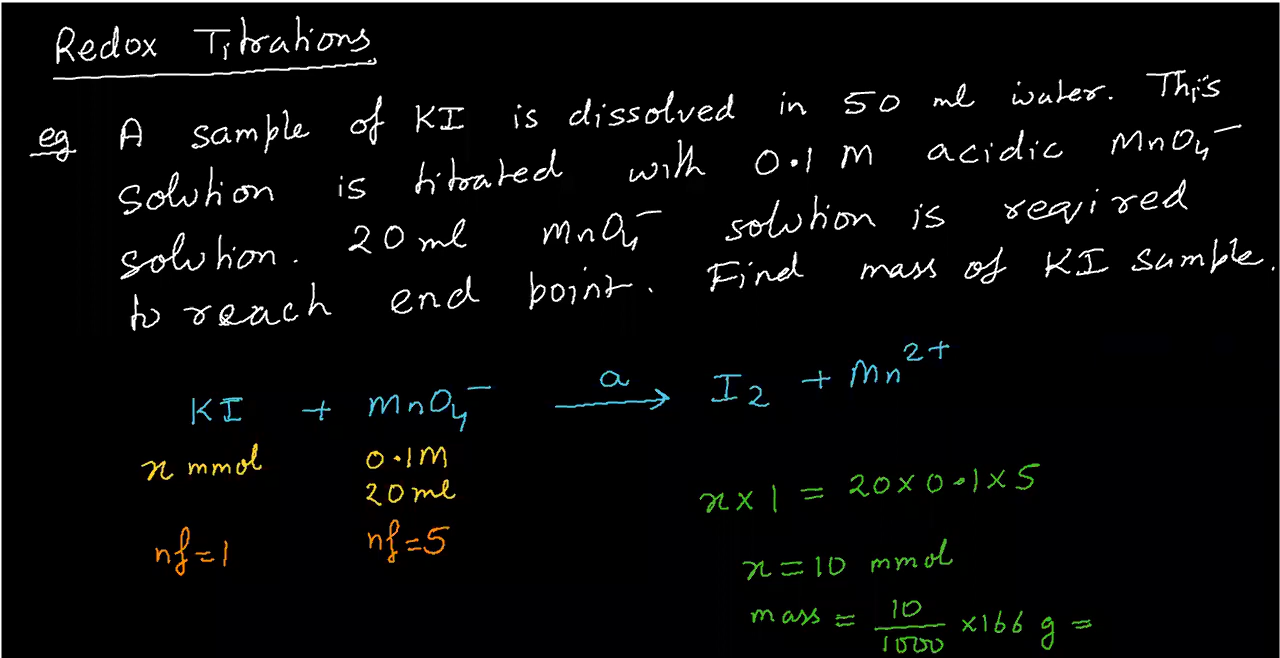 Redox Titrations
eg A sample of KI is dissolved in 50 ml water. This
solution is titrated with 0.1 M acidic MnO₄⁻
solution. 20 ml MnO₄⁻ solution is required
to reach end point. Find mass of KI sample.
KI + MnO₄⁻ —a→ I₂ + Mn²⁺
x mmol 0.1M
20 ml
nf=1 nf=5
x × 1 = 20 × 0.1 × 5
x = 10 mmol
mass = 10/1000 × 166 g =